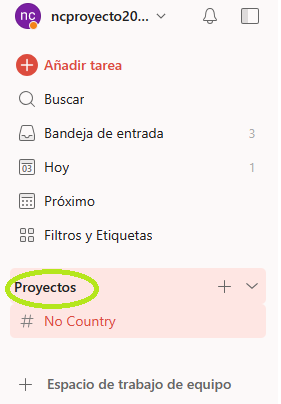 nc ncproyecto20...
Añadir tarea
Buscar
Bandeja de entrada 3
03 Hoy 1
Próximo
Filtros y Etiquetas
Proyectos
# No Country
Espacio de trabajo de equipo